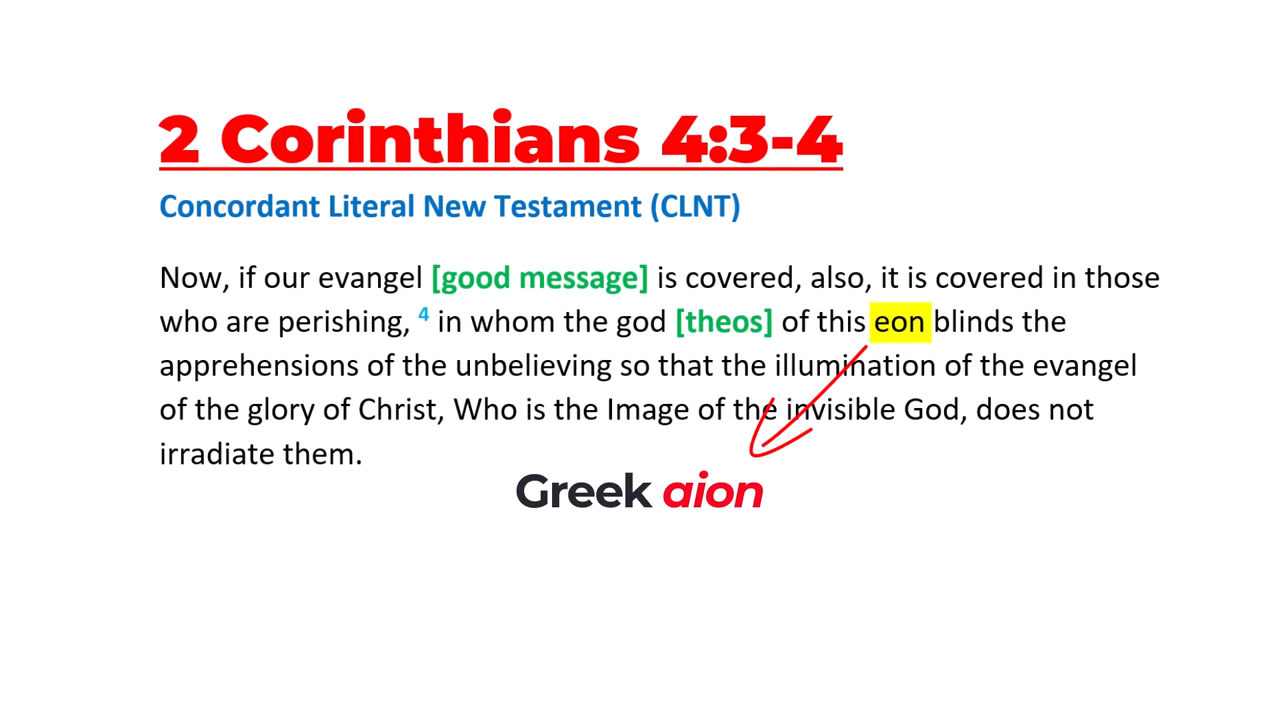 2 Corinthians 4:3-4
Concordant Literal New Testament (CLNT)
Now, if our evangel [good message] is covered, also, it is covered in those
who are perishing, 4 in whom the god [theos] of this eon blinds the
apprehensions of the unbelieving so that the illumination of the evangel
of the glory of Christ, Who is the Image of the invisible God, does not
irradiate them.
Greek aion